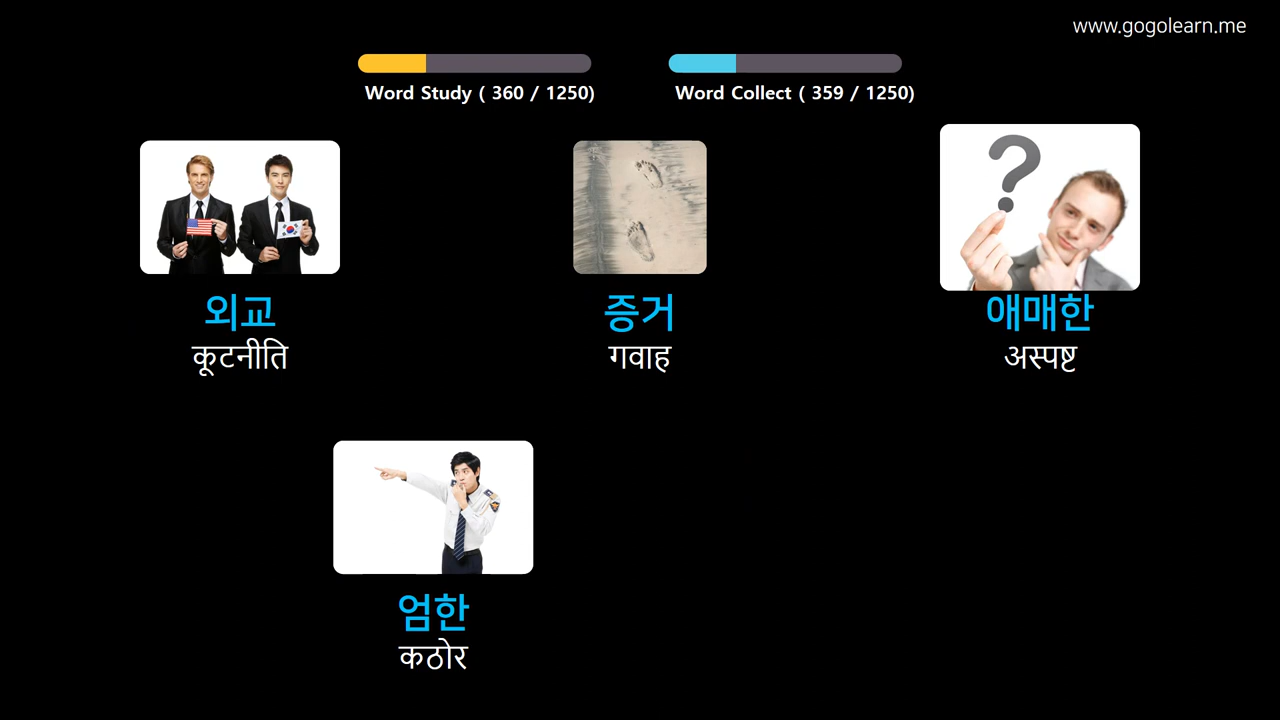 www.gogolearn.me
Word Study ( 360 / 1250)
Word Collect ( 359 / 1250)
외교
कूटनीति
증거
गवाह
애매한
अस्पष्ट
엄한
कठोर